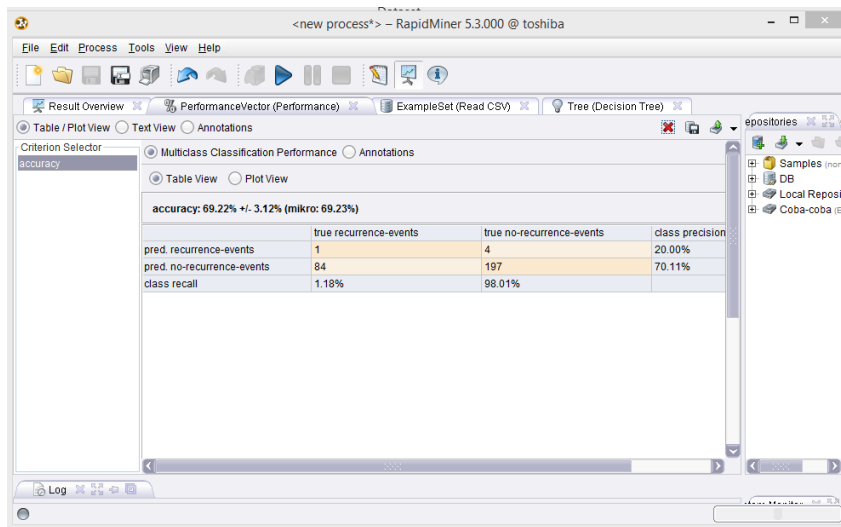 Dataset
<new process*> – RapidMiner 5.3.000 @ toshiba
File Edit Process Tools View Help
Result Overview PerformanceVector (Performance) ExampleSet (Read CSV) Tree (Decision Tree)
Table / Plot View Text View Annotations
epositories
Criterion Selector
accuracy
Multiclass Classification Performance Annotations
Table View Plot View
accuracy: 69.22% +/- 3.12% (mikro: 69.23%)
true recurrence-events true no-recurrence-events class precision
pred. recurrence-events 1 4 20.00%
pred. no-recurrence-events 84 197 70.11%
class recall 1.18% 98.01%
Samples (non
DB
Local Reposi
Coba-coba (E
Log